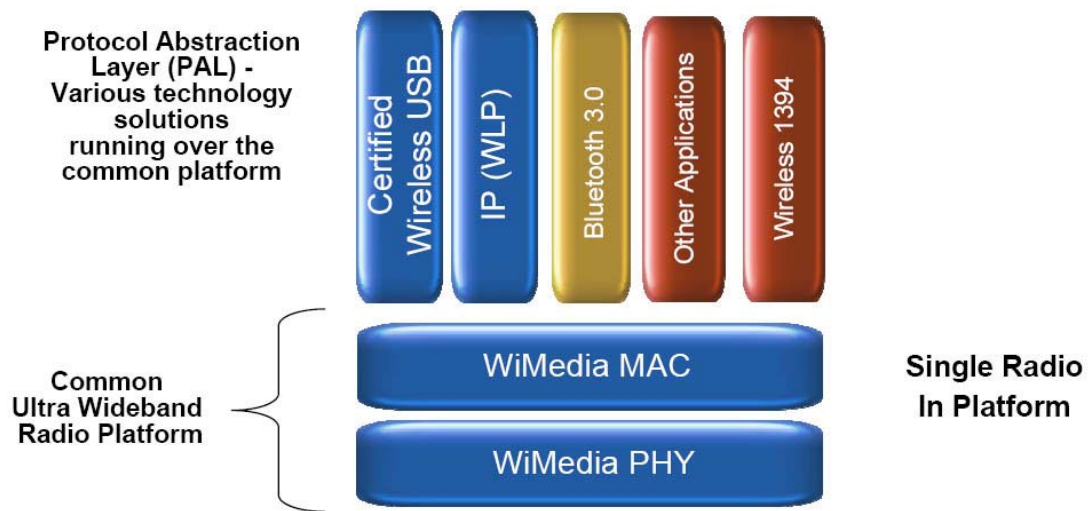 Protocol Abstraction
Layer (PAL) -
Various technology
solutions
running over the
common platform
Certified
Wireless USB
IP (WLP)
Bluetooth 3.0
Other Applications
Wireless 1394
WiMedia MAC
WiMedia PHY
Common
Ultra Wideband
Radio Platform
Single Radio
In Platform